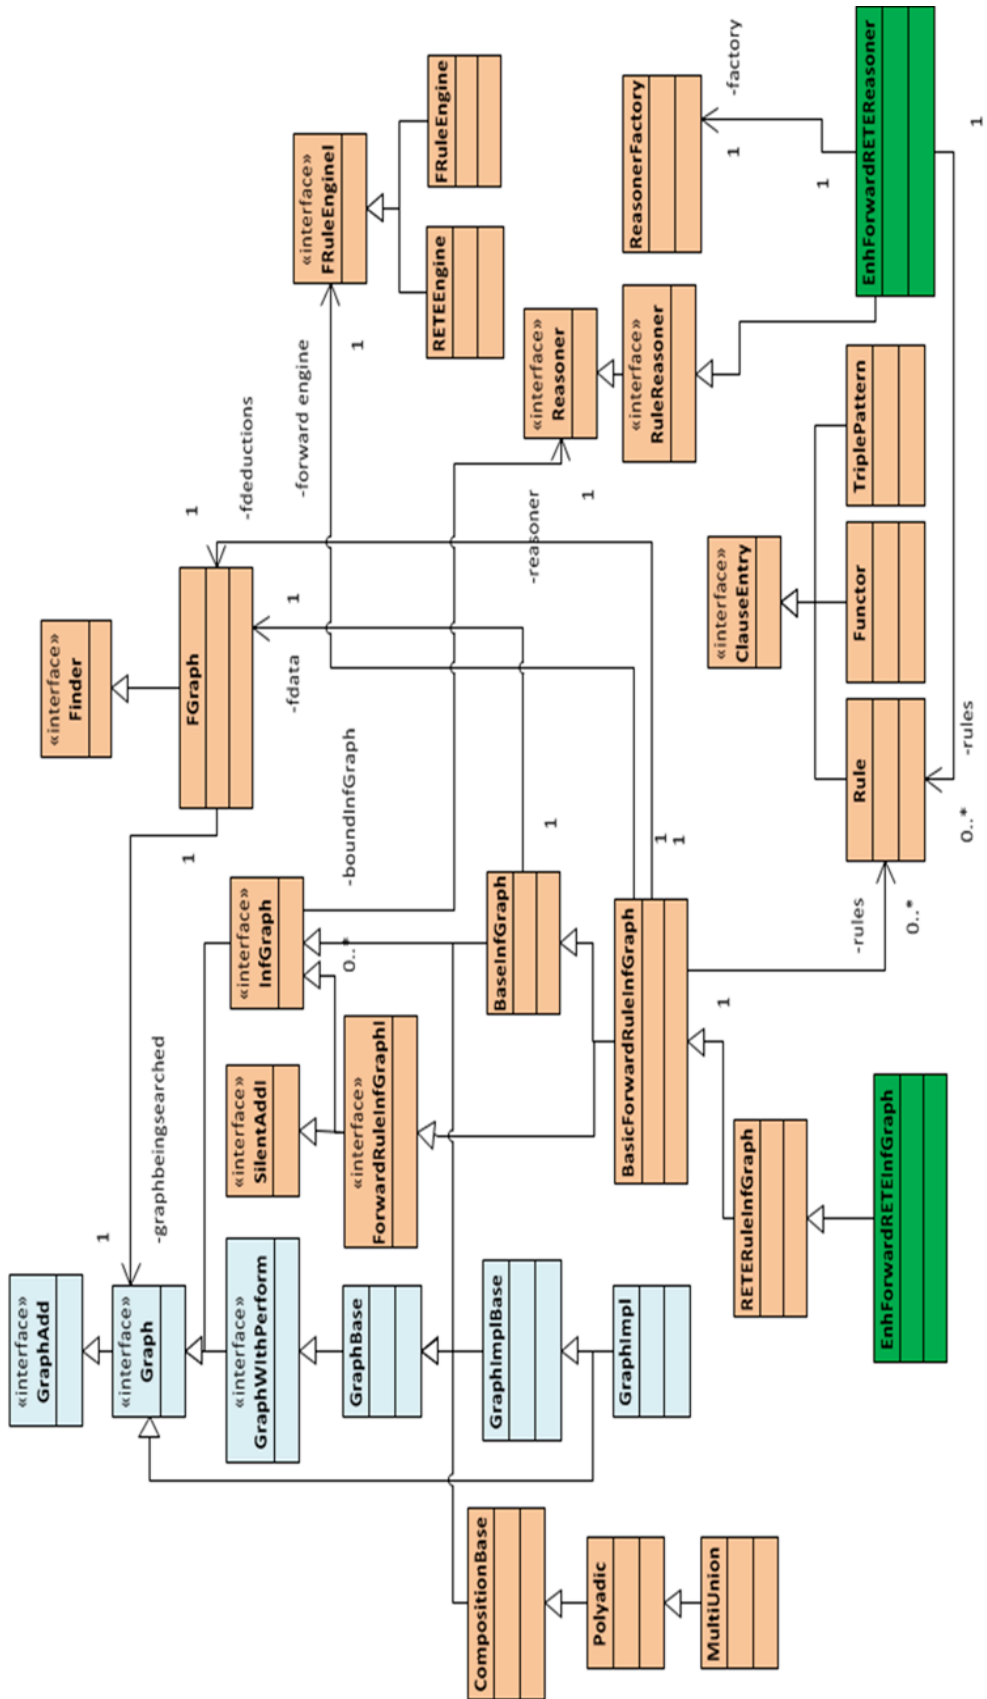 «interface»
GraphAdd
«interface»
Finder
1
«interface»
Graph
-graphbeingsearched
1
FGraph
1
-fdeductions
«interface»
GraphWIthPerform
«interface»
SilentAddI
«interface»
InfGraph
-fdata
1
-forward engine
«interface»
FRuleEngineI
0..*
-boundInfGraph
1
GraphBase
«interface»
ForwardRuleInfGraphI
RETEEngine
FRuleEngine
CompositionBase
GraphImplBase
BaseInfGraph
1
-reasoner
1
«interface»
Reasoner
Polyadic
GraphImpl
BasicForwardRuleInfGraph
1
1
«interface»
RuleReasoner
ReasonerFactory
1
-factory
MultiUnion
RETERuleInfGraph
1
«interface»
ClauseEntry
1
-rules
0..*
Rule
Functor
TriplePattern
EnhForwardRETEInfGraph
EnhForwardRETEReasoner
0..*
-rules
1